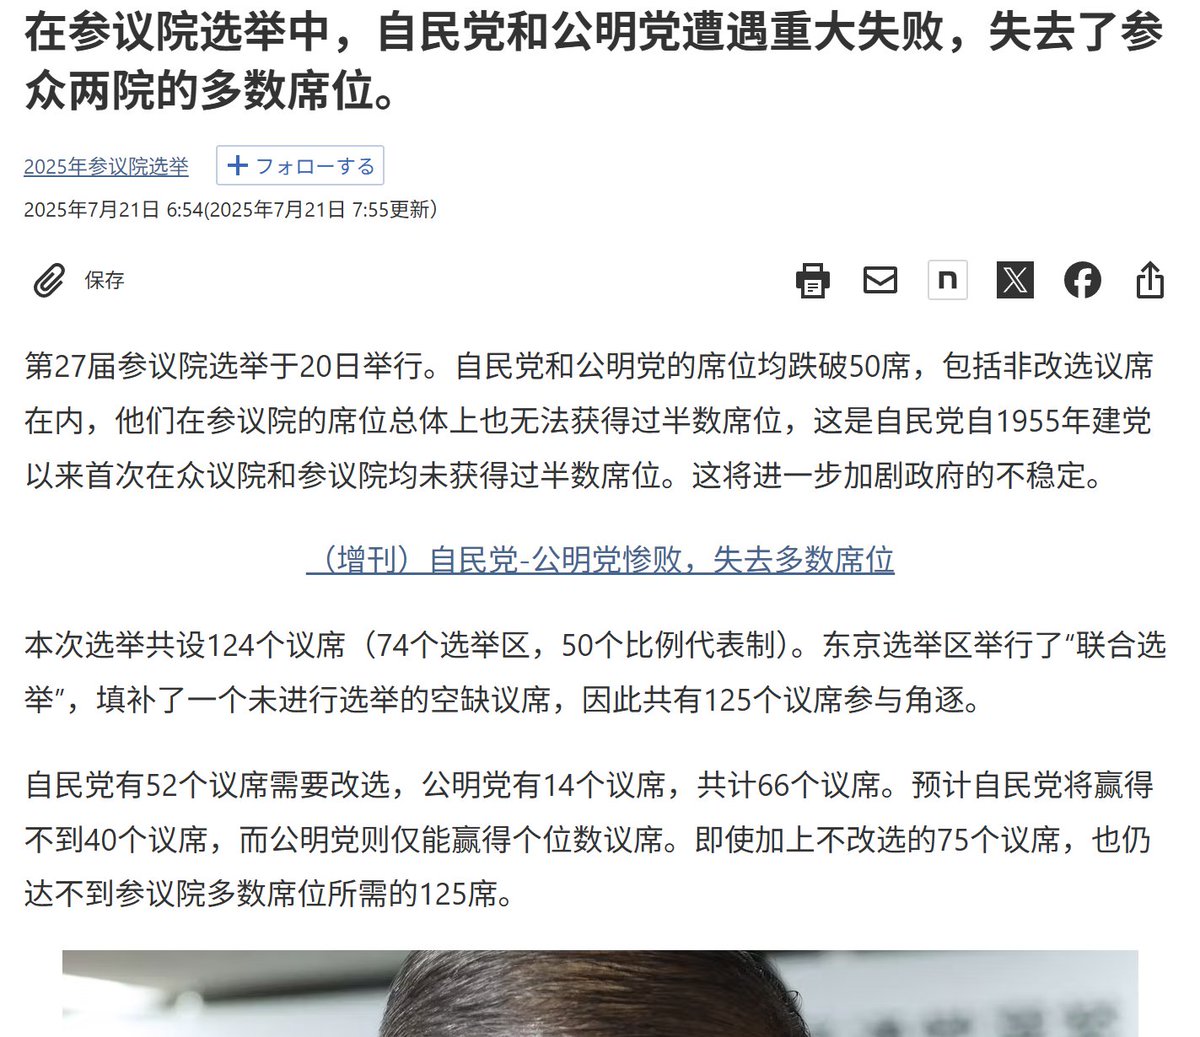 在参议院选举中，自民党和公明党遭遇重大失败，失去了参
众两院的多数席位。
2025年参议院选举
フォローする
2025年7月21日 6:54(2025年7月21日 7:55更新)
保存
第27届参议院选举于20日举行。自民党和公明党的席位均跌破50席，包括非改选议席
在内，他们在参议院的席位总体上也无法获得过半数席位，这是自民党自1955年建党
以来首次在众议院和参议院均未获得过半数席位。这将进一步加剧政府的不稳定。
（增刊）自民党-公明党惨败，失去多数席位
本次选举共设124个议席（74个选举区，50个比例代表制）。东京选举区举行了“联合选
举”，填补了一个未进行选举的空缺议席，因此共有125个议席参与角逐。
自民党有52个议席需要改选，公明党有14个议席，共计66个议席。预计自民党将赢得
不到40个议席，而公明党则仅能赢得个位数议席。即使加上不改选的75个议席，也仍
达不到参议院多数席位所需的125席。